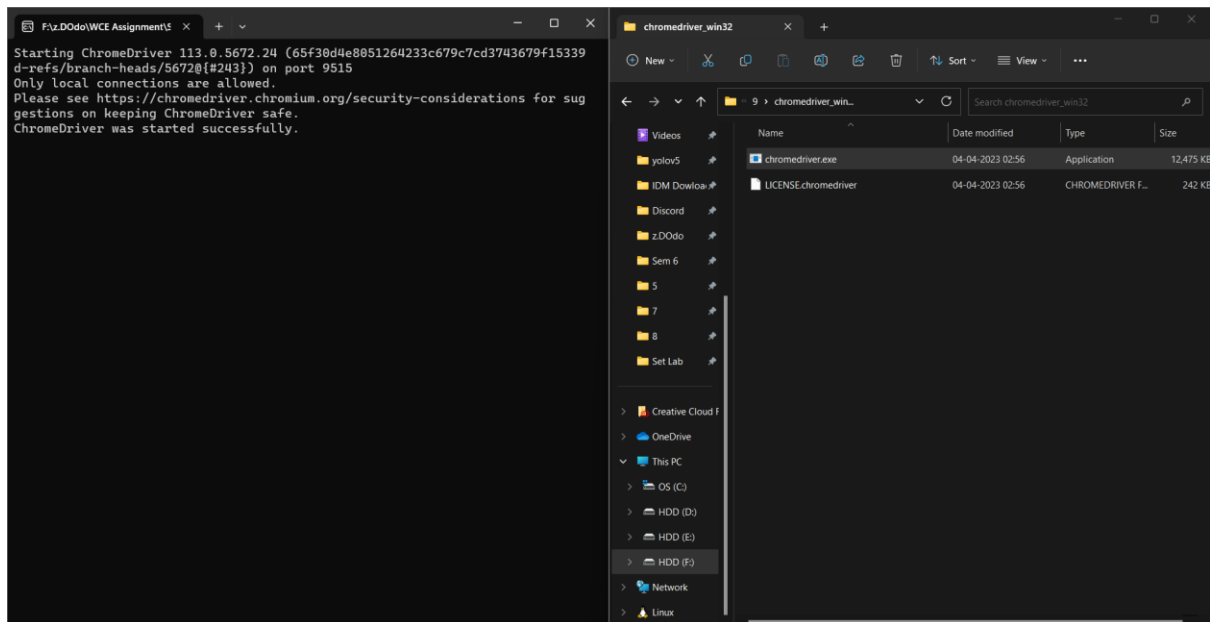 F:\z.DOdo\WCE Assignment\S
Starting ChromeDriver 113.0.5672.24 (65f30d4e8051264233c679c7cd3743679f15339
d-refs/branch-heads/5672@{#243}) on port 9515
Only local connections are allowed.
Please see https://chromedriver.chromium.org/security-considerations for sug
gestions on keeping ChromeDriver safe.
ChromeDriver was started successfully.
chromedriver_win32
New
Sort
View
9 > chromedriver_win...
Search chromedriver_win32
Name Date modified Type Size
chromedriver.exe 04-04-2023 02:56 Application 12,475 KB
LICENSE.chromedriver 04-04-2023 02:56 CHROMEDRIVER F... 242 KB
Videos
yolov5
IDM Dowloa
Discord
z.DOdo
Sem 6
5
7
8
Set Lab
Creative Cloud F
OneDrive
This PC
OS (C:)
HDD (D:)
HDD (E:)
HDD (F:)
Network
Linux